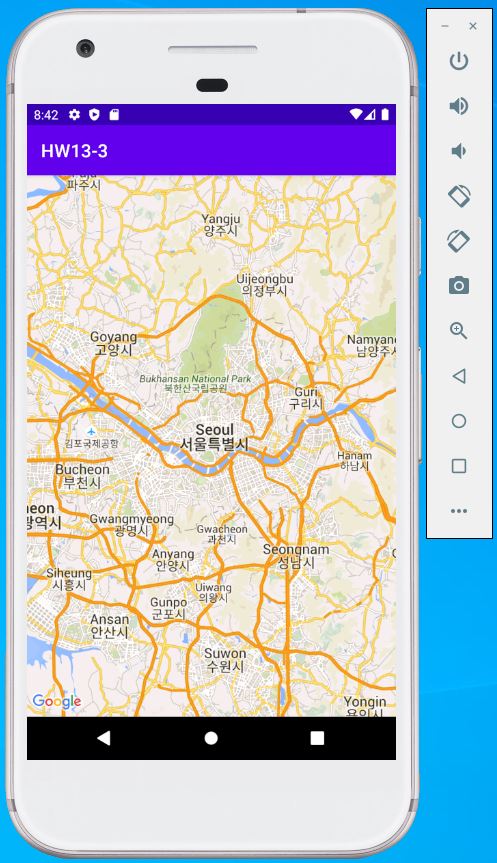 8:42
HW13-3
파주시
Yangju
양주시
Uijeongbu
의정부시
Goyang
고양시
Namyang
남양주시
Bukhansan National Park
북한산국립공원
Guri
구리시
Seoul
서울특별시
김포국제공항
Hanam
하남시
Bucheon
부천시
eon
광역시
Gwangmyeong
광명시
Gwacheon
과천시
Anyang
안양시
Seongnam
성남시
Siheung
시흥시
Uiwang
의왕시
Gunpo
군포시
Ansan
안산시
Suwon
수원시
Google
Yongin
용인시